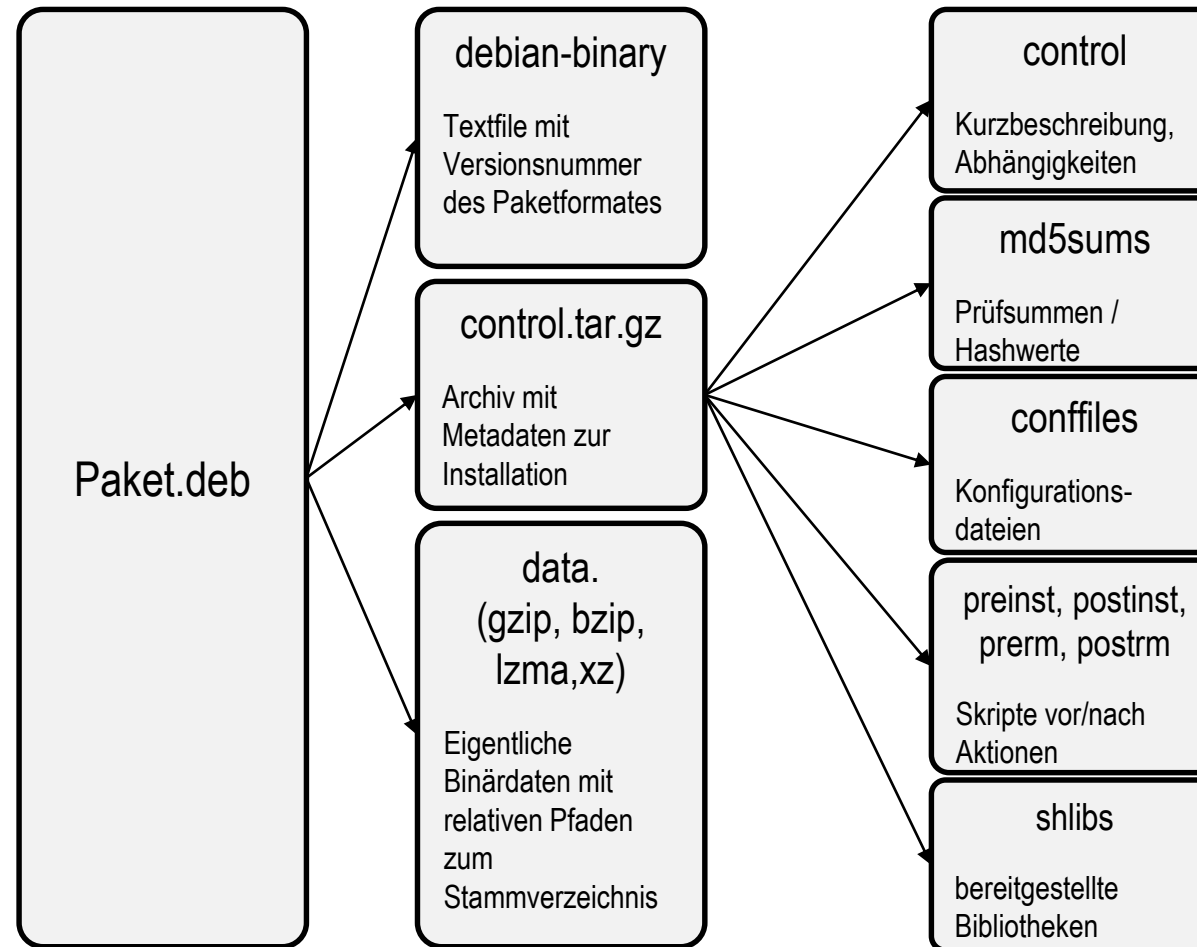 Paket.deb
debian-binary
Textfile mit
Versionsnummer
des Paketformates
control.tar.gz
Archiv mit
Metadaten zur
Installation
data.
(gzip, bzip,
lzma,xz)
Eigentliche
Binärdaten mit
relativen Pfaden
zum
Stammverzeichnis
control
Kurzbeschreibung,
Abhängigkeiten
md5sums
Prüfsummen /
Hashwerte
conffiles
Konfigurations-
dateien
preinst, postinst,
prerm, postrm
Skripte vor/nach
Aktionen
shlibs
bereitgestellte
Bibliotheken